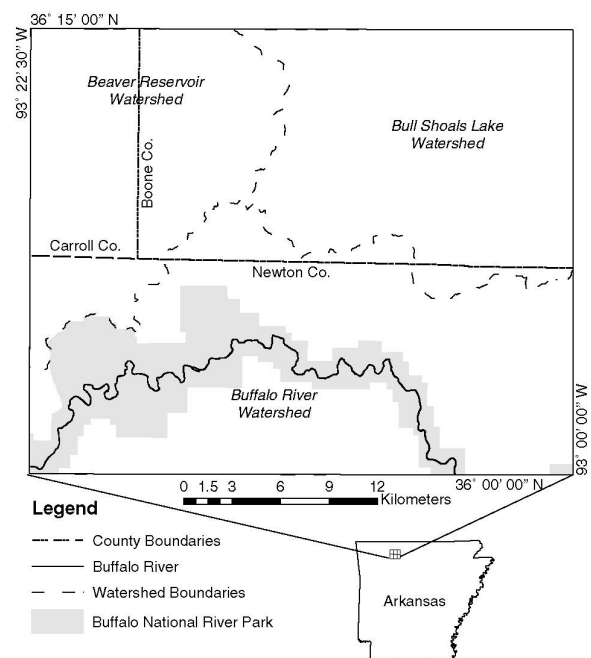 36° 15' 00" N
93° 22' 30" W
Beaver Reservoir
Watershed
Bull Shoals Lake
Watershed
Boone Co.
Carroll Co.
Newton Co.
Buffalo River
Watershed
93° 00' 00" W
36° 00' 00" N
0 1.5 3 6 9 12
Kilometers
Legend
County Boundaries
Buffalo River
Watershed Boundaries
Buffalo National River Park
Arkansas